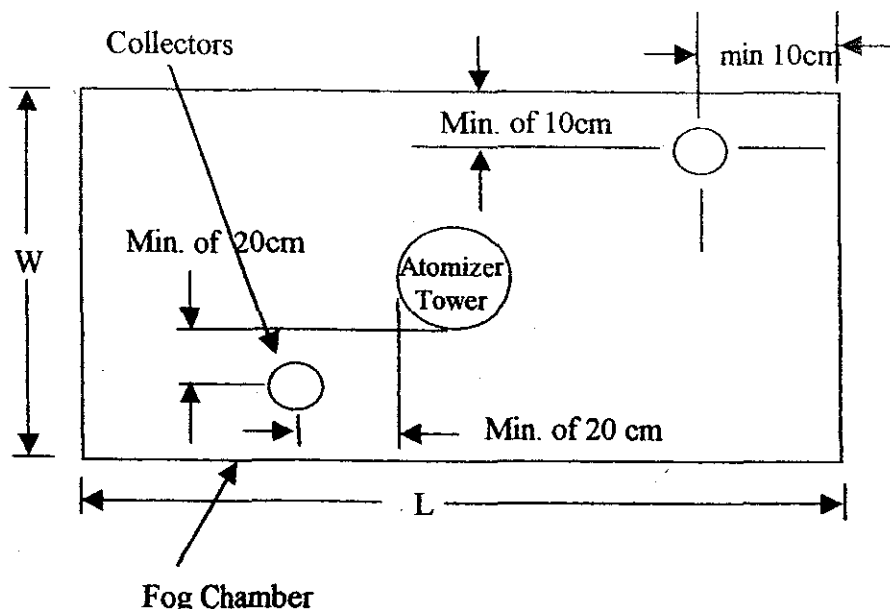 Collectors
min 10cm
Min. of 10cm
Min. of 20cm
W
Atomizer
Tower
Min. of 20 cm
L
Fog Chamber